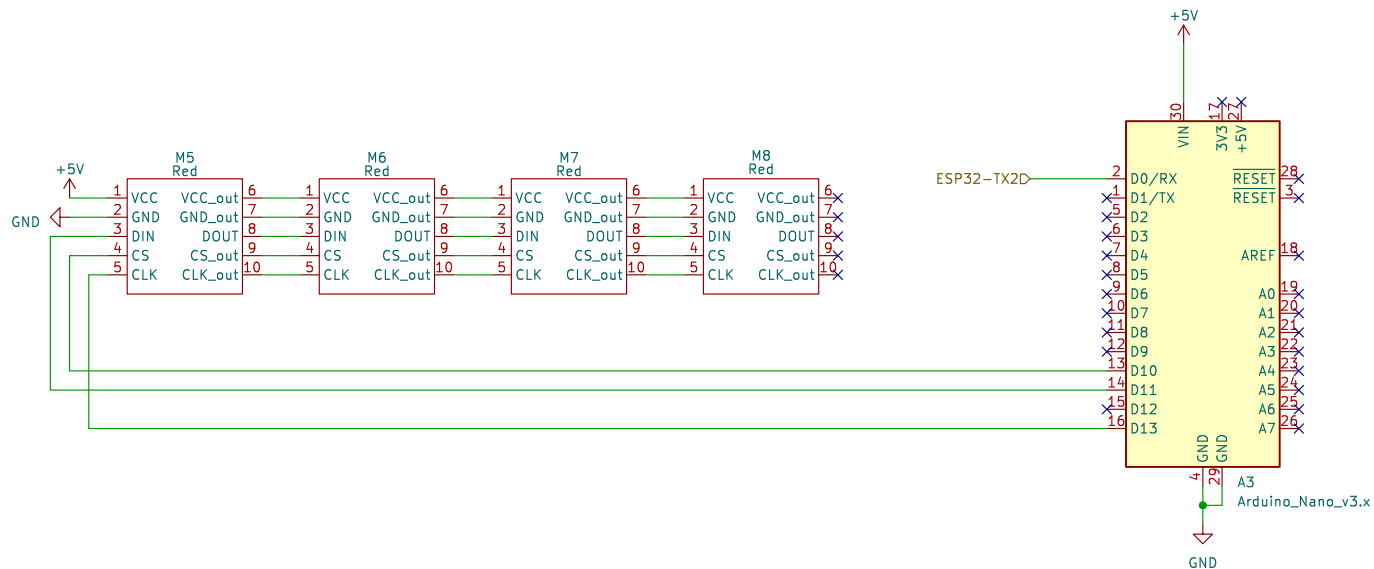 +5V
M5
Red
M6
Red
M7
Red
M8
Red
+5V
GND
1 VCC VCC_out 6
2 GND GND_out 7
3 DIN DOUT 8
4 CS CS_out 9
5 CLK CLK_out 10
1 VCC VCC_out 6
2 GND GND_out 7
3 DIN DOUT 8
4 CS CS_out 9
5 CLK CLK_out 10
1 VCC VCC_out 6
2 GND GND_out 7
3 DIN DOUT 8
4 CS CS_out 9
5 CLK CLK_out 10
1 VCC VCC_out 6
2 GND GND_out 7
3 DIN DOUT 8
4 CS CS_out 9
5 CLK CLK_out 10
ESP32-TX2
30 VIN
17 3V3
27 +5V
2 D0/RX
1 D1/TX
5 D2
6 D3
7 D4
8 D5
9 D6
10 D7
11 D8
12 D9
13 D10
14 D11
15 D12
16 D13
RESET 28
RESET 3
AREF 18
A0 19
A1 20
A2 21
A3 22
A4 23
A5 24
A6 25
A7 26
GND 4
GND 29
A3
Arduino_Nano_v3.x
GND